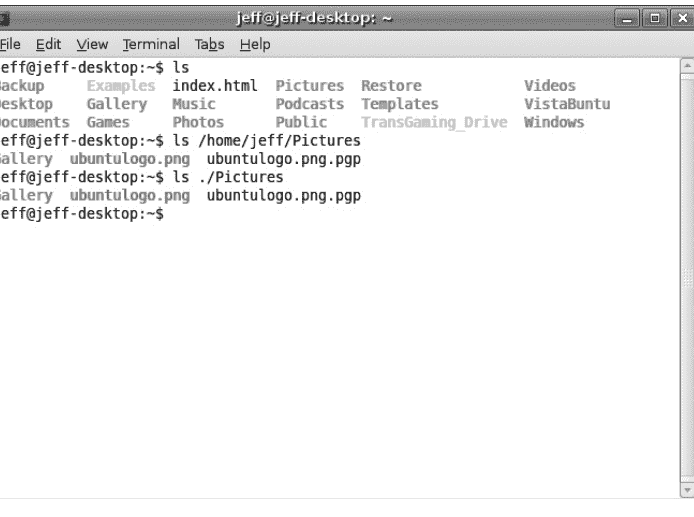 jeff@jeff-desktop: ~
File Edit View Terminal Tabs Help
eff@jeff-desktop:~$ ls
ackup Examples index.html Pictures Restore Videos
esktop Gallery Music Podcasts Templates VistaBuntu
ocuments Games Photos Public TransGaming_Drive Windows
eff@jeff-desktop:~$ ls /home/jeff/Pictures
allery ubuntulogo.png ubuntulogo.png.pgp
eff@jeff-desktop:~$ ls ./Pictures
allery ubuntulogo.png ubuntulogo.png.pgp
eff@jeff-desktop:~$